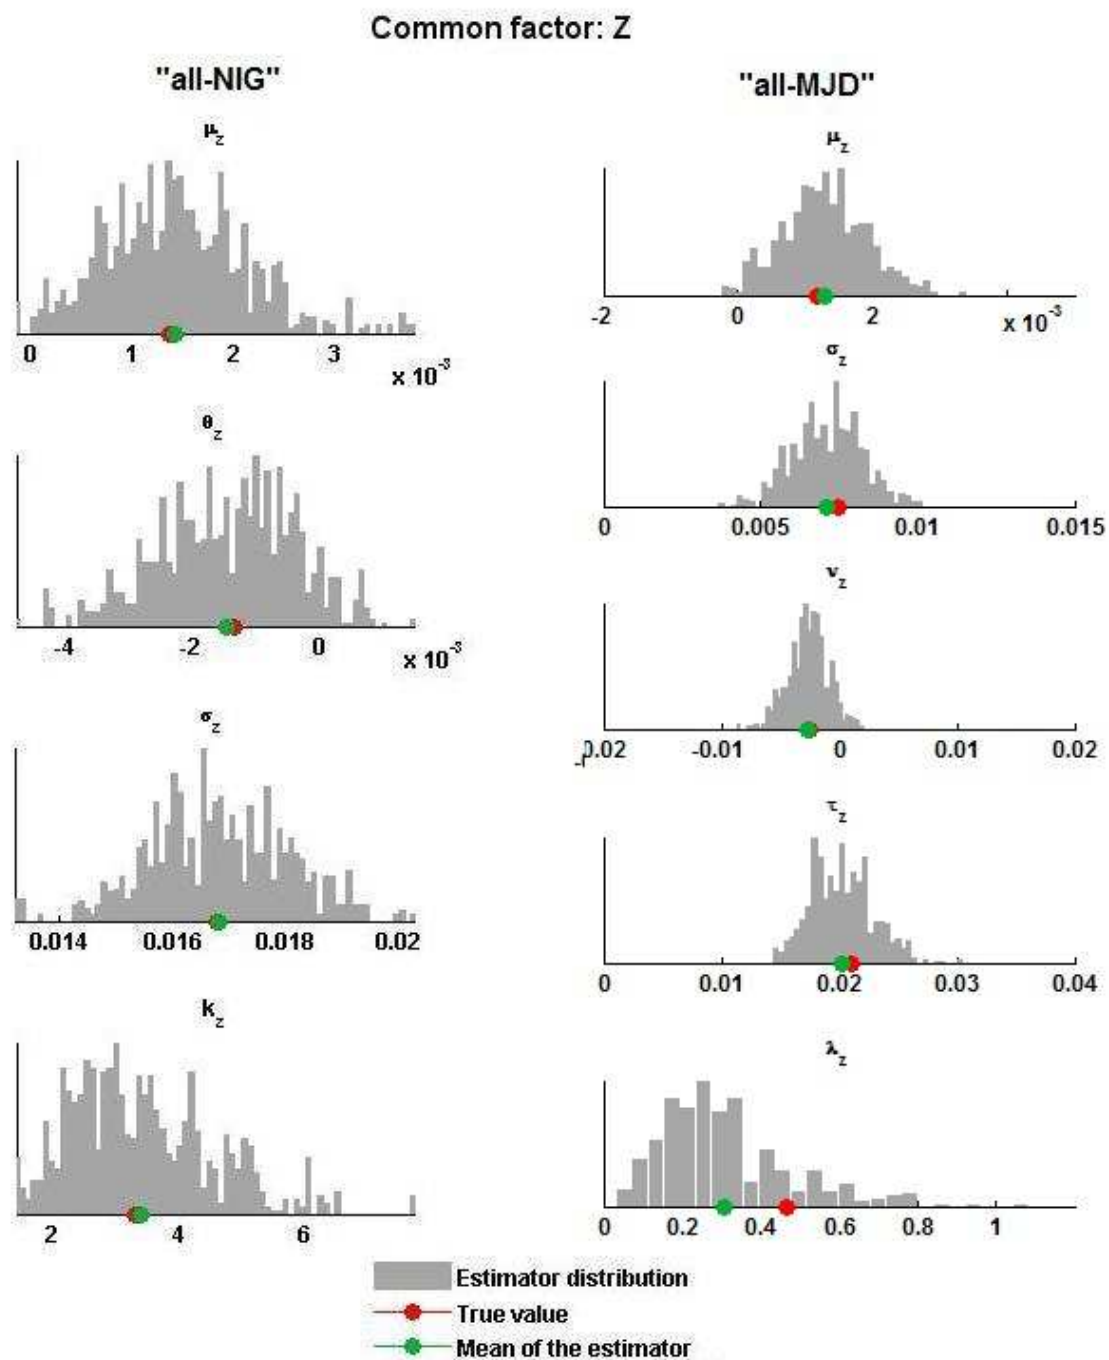 Common factor: Z
"all-NIG"
μz
0 1 2 3
x 10⁻³
θz
-4 -2 0
x 10⁻³
σz
0.014 0.016 0.018 0.02
kz
2 4 6
"all-MJD"
μz
-2 0 2
x 10⁻³
σz
0 0.005 0.01 0.015
νz
-0.02 -0.01 0 0.01 0.02
τz
0 0.01 0.02 0.03 0.04
λz
0 0.2 0.4 0.6 0.8 1
Estimator distribution
True value
Mean of the estimator